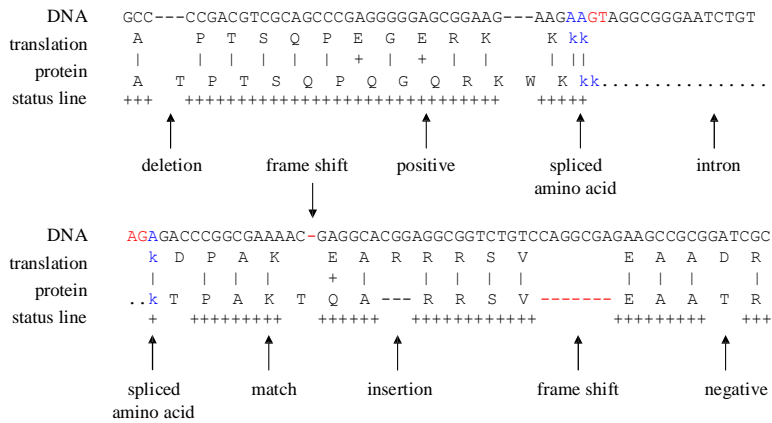 DNA GCC---CCGACGTCGCAGCCCGAGGGGGAGCGGAAG---AAGAAGTAGGCGGGAATCTGT
translation A P T S Q P E G E R K K kk
| | | | | | + | + | | | ||
protein A T P T S Q P Q G Q R K W K kk................
status line +++ ++++++++++++++++++++++++++++++ +++++
deletion frame shift positive spliced amino acid intron
DNA AGAGACCCGGCGAAAAC-GAGGCACGGAGGCGGTCTGTCCAGGCGAGAAGCCGCGGATCGC
translation k D P A K E A R R R S V E A A D R
| | | | + | | | | | | | | |
protein ..k T P A K T Q A --- R R S V ------- E A A T R
status line + +++++++++ ++++++ ++++++++++++ +++++++++ +++
spliced amino acid match insertion frame shift negative